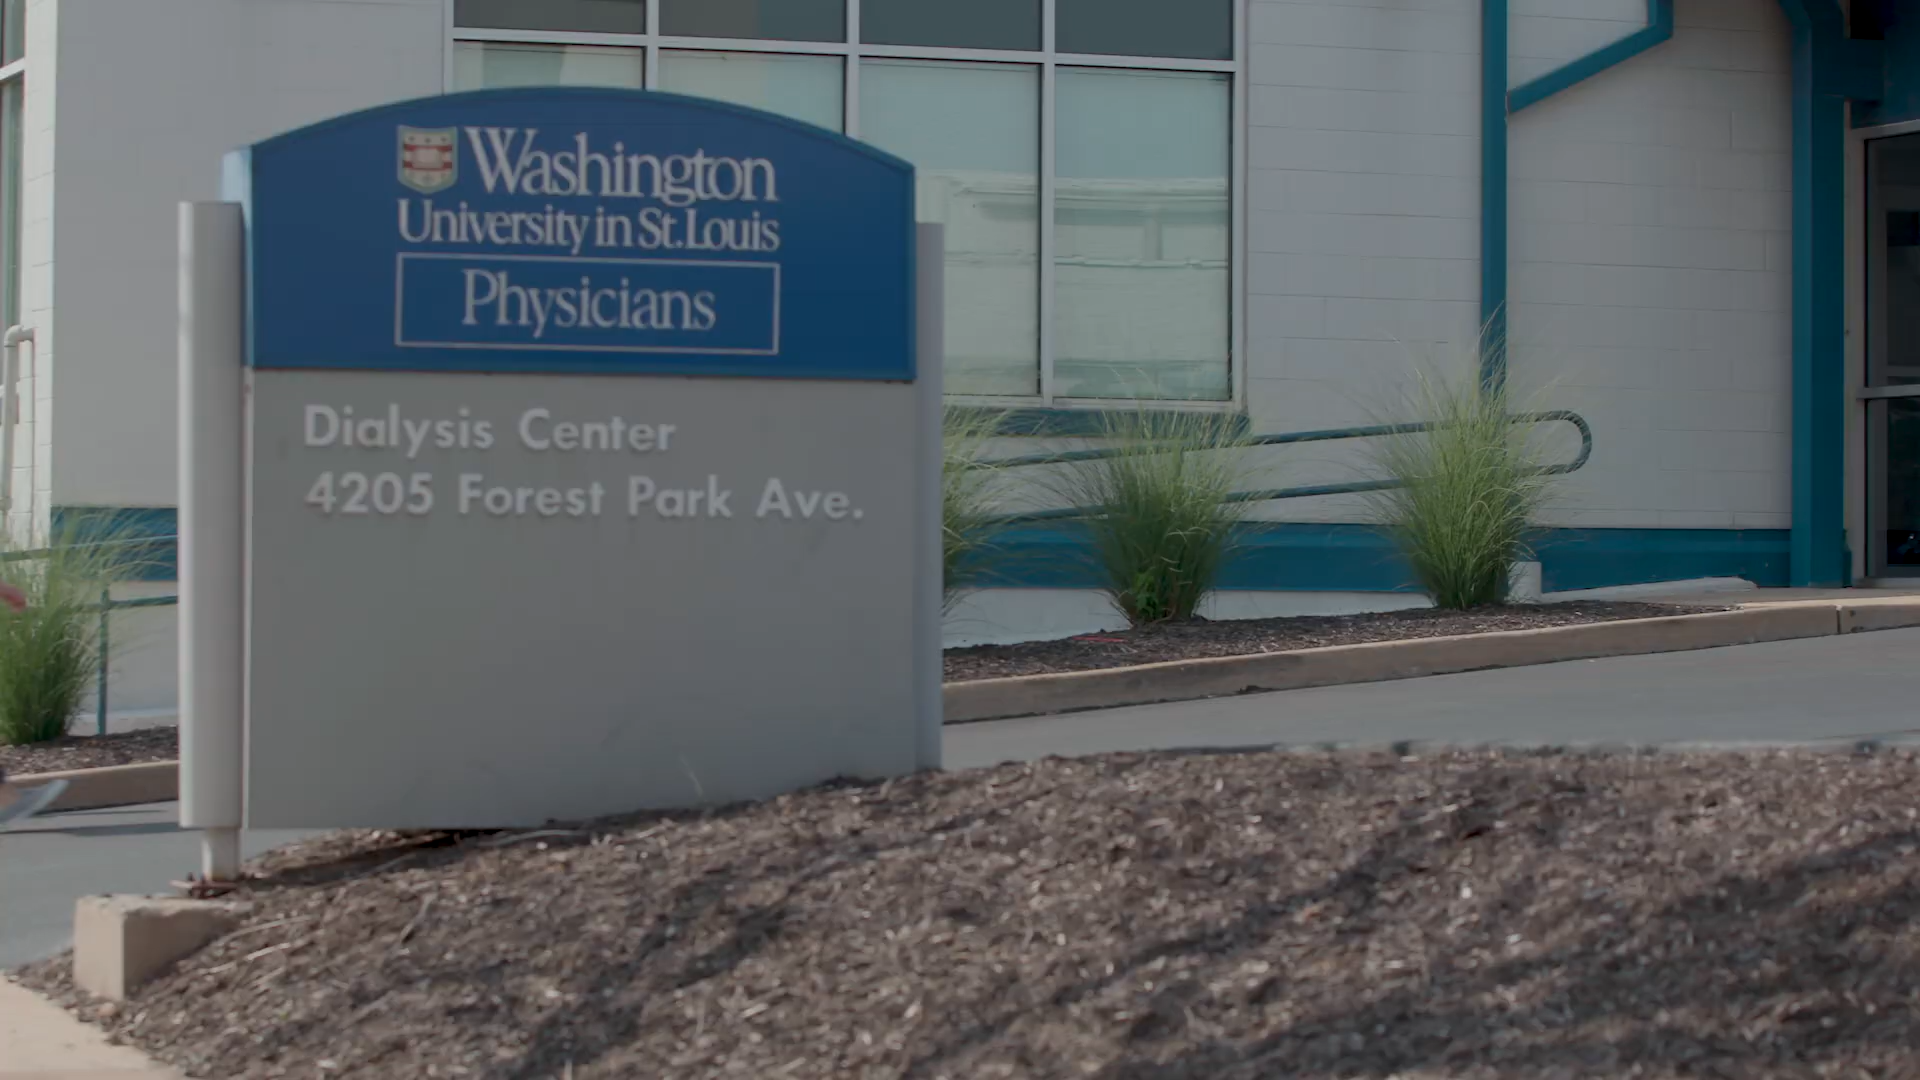 Washington
University in St. Louis
Physicians
Dialysis Center
4205 Forest Park Ave.